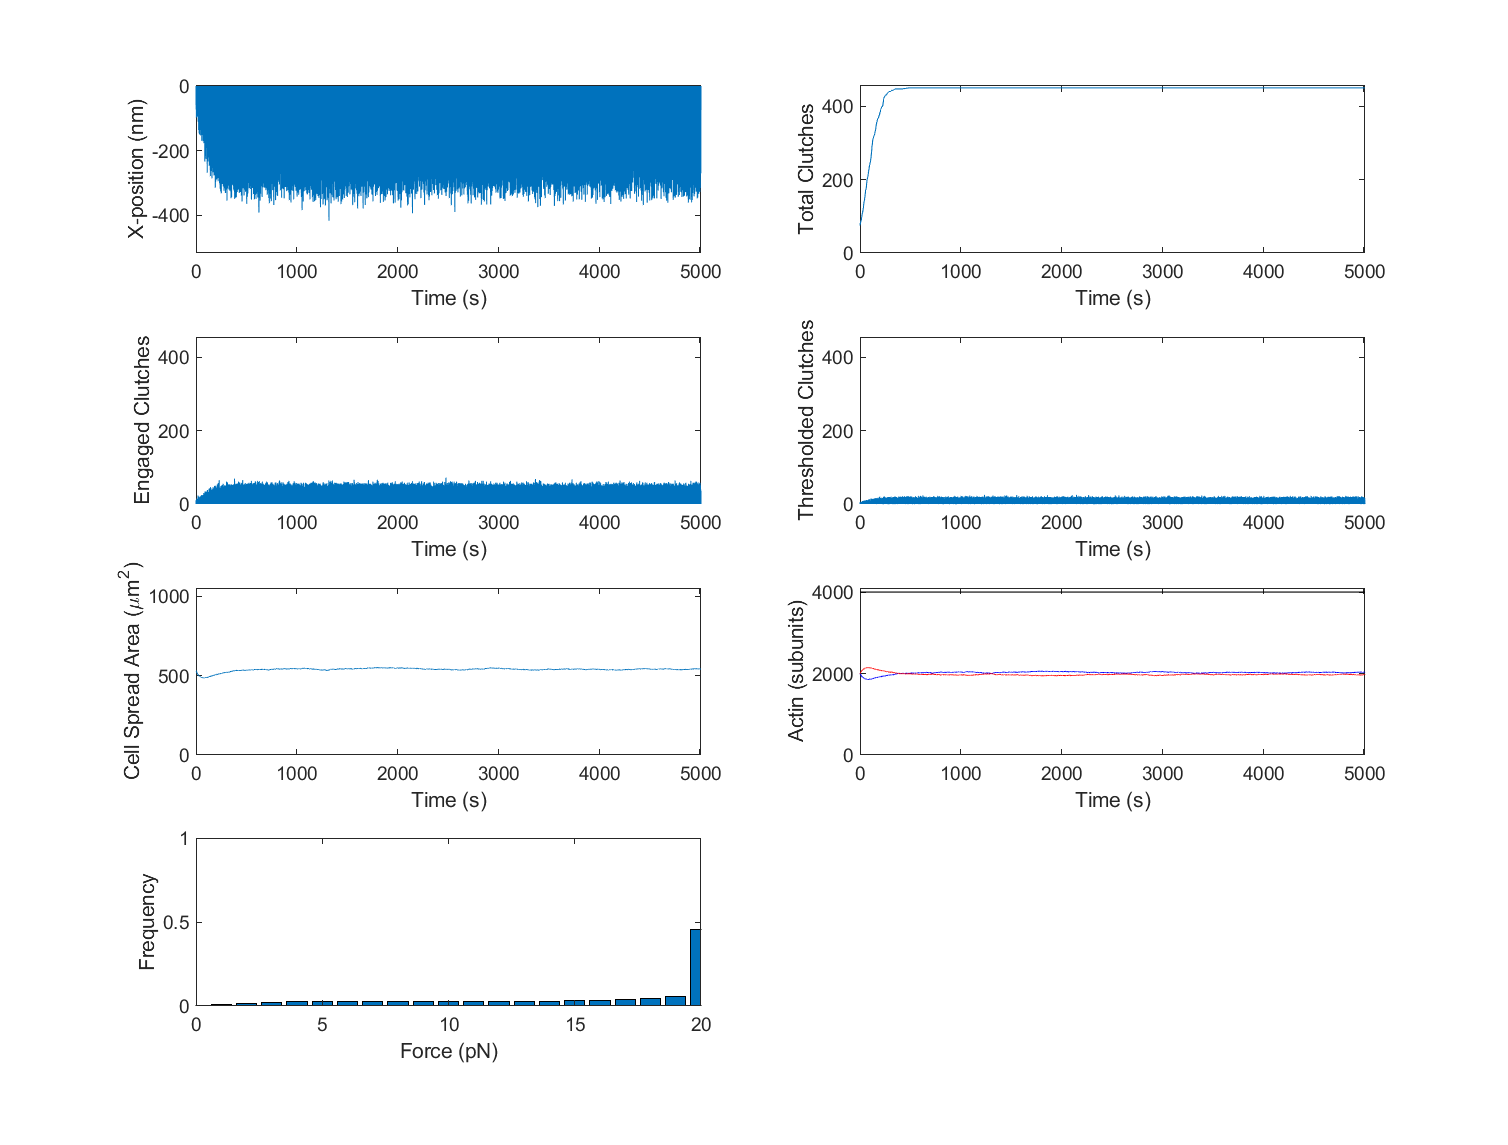 X-position (nm)
0
-200
-400
0 1000 2000 3000 4000 5000
Time (s)
Total Clutches
400
200
0
0 1000 2000 3000 4000 5000
Time (s)
Engaged Clutches
400
200
0
0 1000 2000 3000 4000 5000
Time (s)
Thresholded Clutches
400
200
0
0 1000 2000 3000 4000 5000
Time (s)
Cell Spread Area (μm²)
1000
500
0
0 1000 2000 3000 4000 5000
Time (s)
Actin (subunits)
4000
2000
0
0 1000 2000 3000 4000 5000
Time (s)
Frequency
1
0.5
0
0 5 10 15 20
Force (pN)